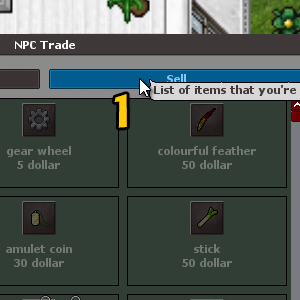 NPC Trade
Sell
List of items that you're
1
gear wheel
5 dollar
colourful feather
50 dollar
amulet coin
30 dollar
stick
50 dollar